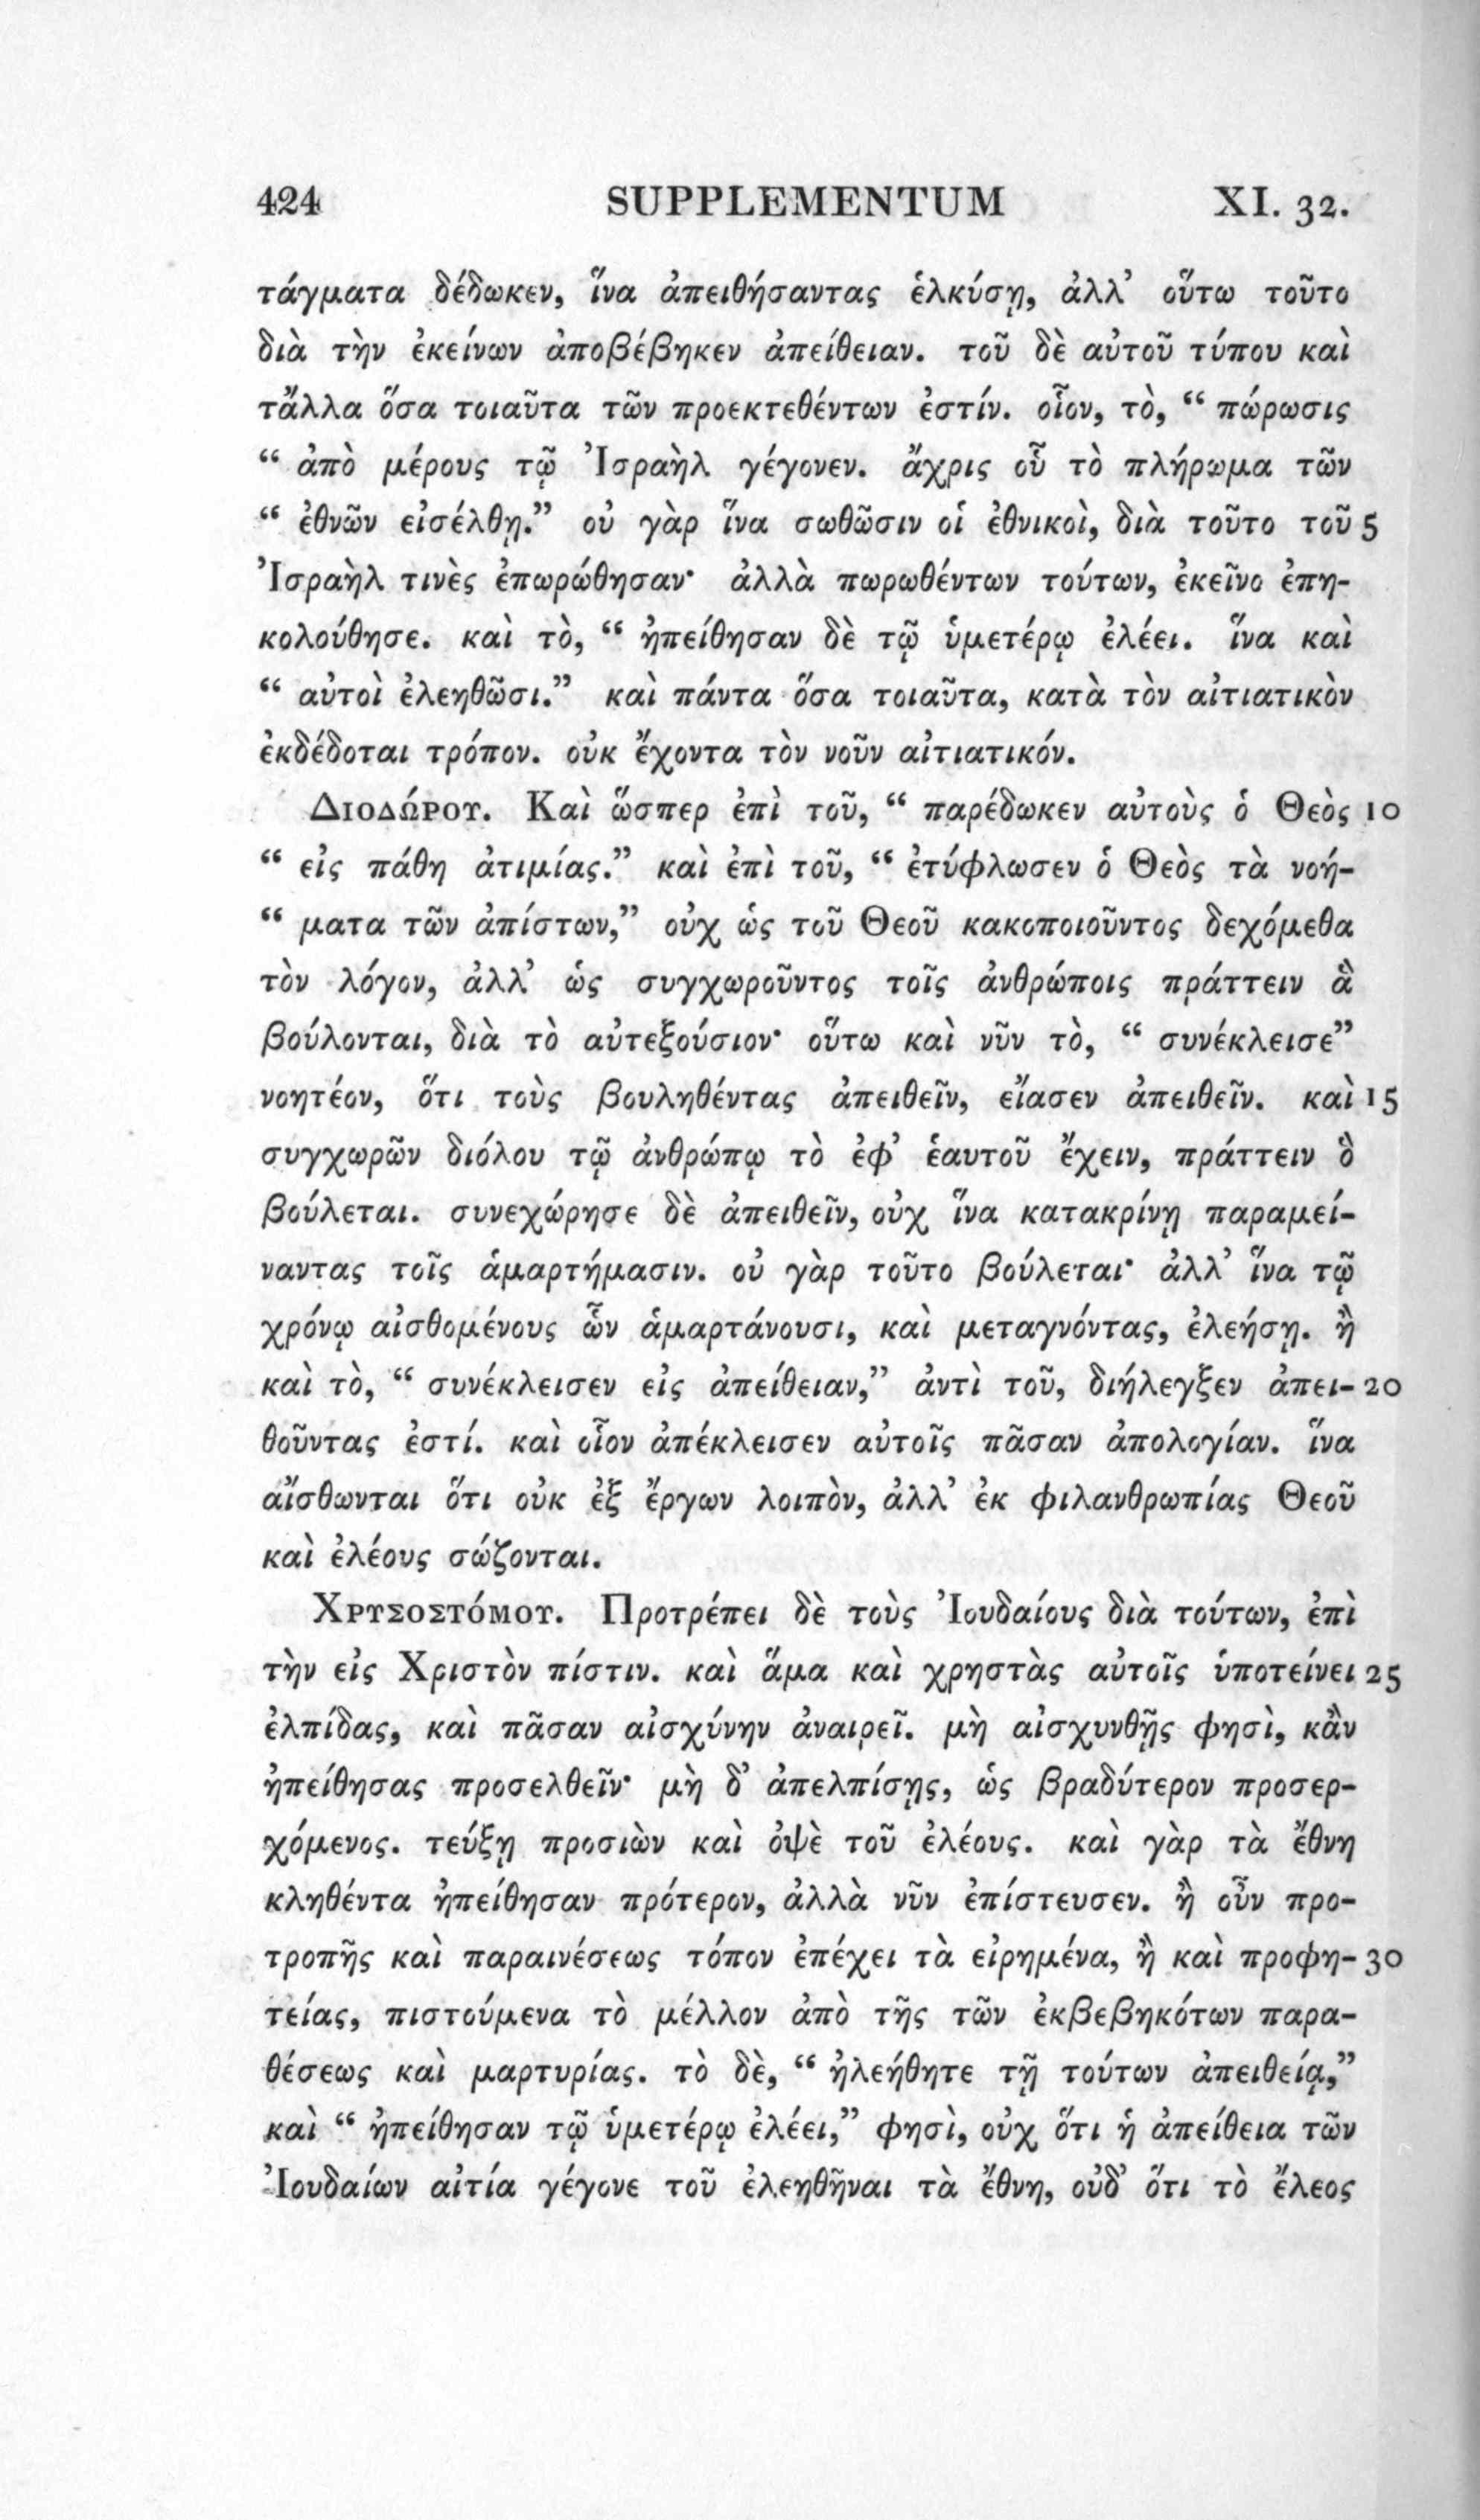 424 SUPPLEMENTUM XI. 32.
τάγματα δέδωκεν, ἵνα ἀπειθήσαντας ἑλκύσῃ, ἀλλ’ οὕτω τοῦτο
διὰ τὴν ἐκείνων ἀποβέβηκεν ἀπείθειαν. τοῦ δὲ αὐτοῦ τύπου καὶ
τἄλλα ὅσα τοιαῦτα τῶν προεκτεθέντων ἐστίν. οἷον, τὸ, “ πώρωσις
“ ἀπὸ μέρους τῷ Ἰσραὴλ γέγονεν. ἄχρις οὗ τὸ πλήρωμα τῶν
“ ἐθνῶν εἰσέλθῃ.” οὐ γὰρ ἵνα σωθῶσιν οἱ ἐθνικοὶ, διὰ τοῦτο τοῦ 5
Ἰσραὴλ τινὲς ἐπωρώθησαν· ἀλλὰ πωρωθέντων τούτων, ἐκεῖνο ἐπη-
κολούθησε. καὶ τὸ, “ ἠπείθησαν δὲ τῷ ὑμετέρῳ ἐλέει. ἵνα καὶ
“ αὐτοὶ ἐλεηθῶσι.” καὶ πάντα ὅσα τοιαῦτα, κατὰ τὸν αἰτιατικὸν
ἐκδέδοται τρόπον. οὐκ ἔχοντα τὸν νοῦν αἰτιατικόν.
ΔΙΟΔΏΡΟΥ. Καὶ ὥσπερ ἐπὶ τοῦ, “ παρέδωκεν αὐτοὺς ὁ Θεὸς 10
“ εἰς πάθη ἀτιμίας.” καὶ ἐπὶ τοῦ, “ ἐτύφλωσεν ὁ Θεὸς τὰ νοή-
“ ματα τῶν ἀπίστων,” οὐχ ὡς τοῦ Θεοῦ κακοποιοῦντος δεχόμεθα
τὸν λόγον, ἀλλ’ ὡς συγχωροῦντος τοῖς ἀνθρώποις πράττειν ἃ
βούλονται, διὰ τὸ αὐτεξούσιον· οὕτω καὶ νῦν τὸ, “ συνέκλεισε”
νοητέον, ὅτι τοὺς βουληθέντας ἀπειθεῖν, εἴασεν ἀπειθεῖν. καὶ 15
συγχωρῶν διόλου τῷ ἀνθρώπῳ τὸ ἐφ’ ἑαυτοῦ ἔχειν, πράττειν ὃ
βούλεται. συνεχώρησε δὲ ἀπειθεῖν, οὐχ ἵνα κατακρίνῃ παραμεί-
ναντας τοῖς ἁμαρτήμασιν. οὐ γὰρ τοῦτο βούλεται· ἀλλ’ ἵνα τῷ
χρόνῳ αἰσθομένους ὧν ἁμαρτάνουσι, καὶ μεταγνόντας, ἐλεήσῃ. ἢ
καὶ τὸ, “ συνέκλεισεν εἰς ἀπείθειαν,” ἀντὶ τοῦ, διήλεγξεν ἀπει- 20
θοῦντας ἐστί. καὶ οἷον ἀπέκλεισεν αὐτοῖς πᾶσαν ἀπολογίαν. ἵνα
αἴσθωνται ὅτι οὐκ ἐξ ἔργων λοιπὸν, ἀλλ’ ἐκ φιλανθρωπίας Θεοῦ
καὶ ἐλέους σώζονται.
ΧΡΥΣΟΣΤΌΜΟΥ. Προτρέπει δὲ τοὺς Ἰουδαίους διὰ τούτων, ἐπὶ
τὴν εἰς Χριστὸν πίστιν. καὶ ἅμα καὶ χρηστὰς αὐτοῖς ὑποτείνει 25
ἐλπίδας, καὶ πᾶσαν αἰσχύνην ἀναιρεῖ. μὴ αἰσχυνθῇς φησὶ, κἂν
ἠπείθησας προσελθεῖν· μὴ δ’ ἀπελπίσῃς, ὡς βραδύτερον προσερ-
χόμενος. τεύξῃ προσιὼν καὶ ὀψὲ τοῦ ἐλέους. καὶ γὰρ τὰ ἔθνη
κληθέντα ἠπείθησαν πρότερον, ἀλλὰ νῦν ἐπίστευσεν. ἢ οὖν προ-
τροπῆς καὶ παραινέσεως τόπον ἐπέχει τὰ εἰρημένα, ἢ καὶ προφη- 30
τείας, πιστούμενα τὸ μέλλον ἀπὸ τῆς τῶν ἐκβεβηκότων παρα-
θέσεως καὶ μαρτυρίας. τὸ δὲ, “ ἠλεήθητε τῇ τούτων ἀπειθείᾳ,”
καὶ “ ἠπείθησαν τῷ ὑμετέρῳ ἐλέει,” φησὶ, οὐχ ὅτι ἡ ἀπείθεια τῶν
Ἰουδαίων αἰτία γέγονε τοῦ ἐλεηθῆναι τὰ ἔθνη, οὐδ’ ὅτι τὸ ἔλεος